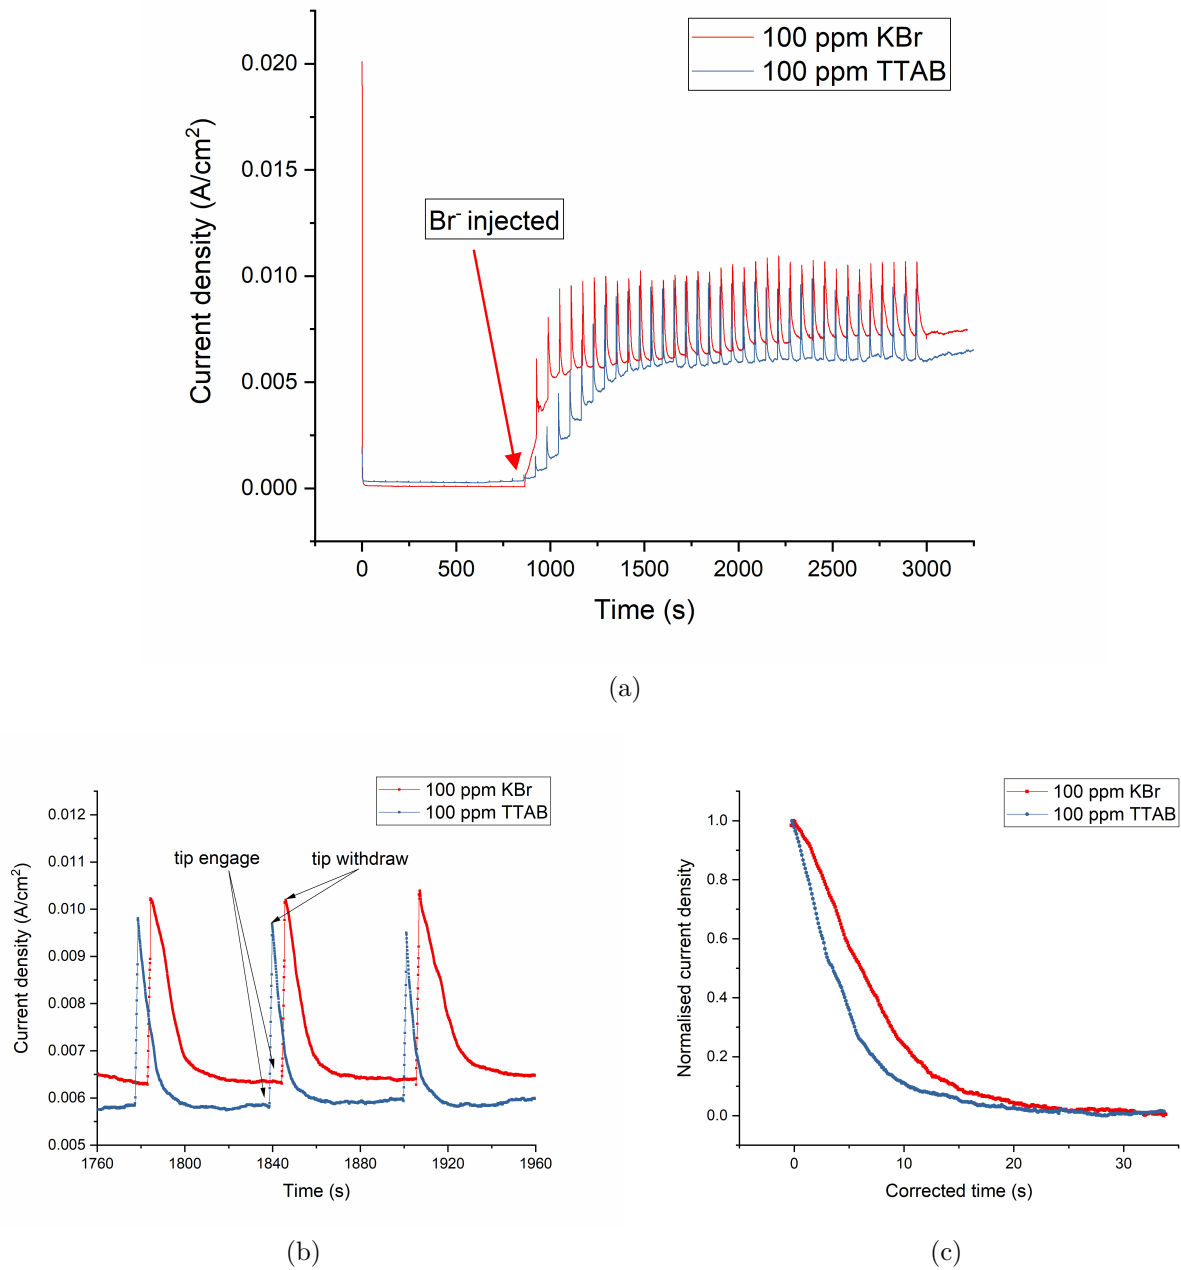 100 ppm KBr
100 ppm TTAB
0.020
0.015
0.010
0.005
0.000
Current density (A/cm²)
Br⁻ injected
0 500 1000 1500 2000 2500 3000
Time (s)
(a)
100 ppm KBr
100 ppm TTAB
0.012
0.011
0.010
0.009
0.008
0.007
0.006
0.005
Current density (A/cm²)
tip engage
tip withdraw
1760 1800 1840 1880 1920 1960
Time (s)
(b)
100 ppm KBr
100 ppm TTAB
1.0
0.8
0.6
0.4
0.2
0.0
Normalised current density
0 10 20 30
Corrected time (s)
(c)